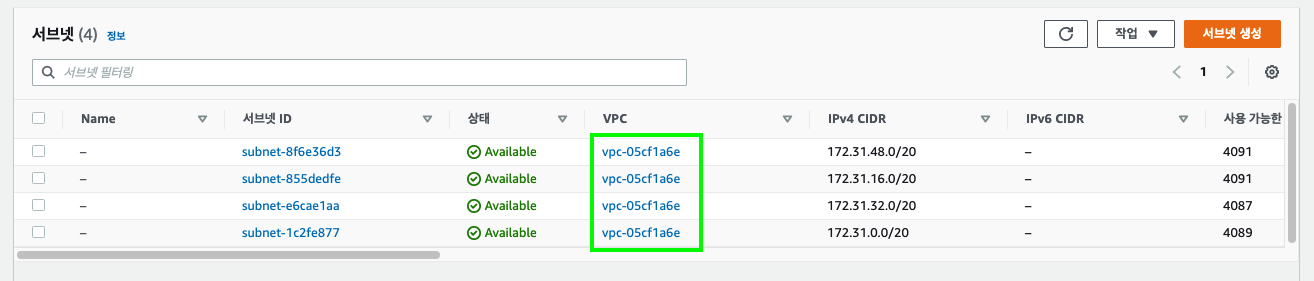 서브넷 (4) 정보
작업 ▼ 서브넷 생성
서브넷 필터링
1
Name 서브넷 ID 상태 VPC IPv4 CIDR IPv6 CIDR 사용 가능한
– subnet-8f6e36d3 Available vpc-05cf1a6e 172.31.48.0/20 – 4091
– subnet-855dedfe Available vpc-05cf1a6e 172.31.16.0/20 – 4091
– subnet-e6cae1aa Available vpc-05cf1a6e 172.31.32.0/20 – 4087
– subnet-1c2fe877 Available vpc-05cf1a6e 172.31.0.0/20 – 4089